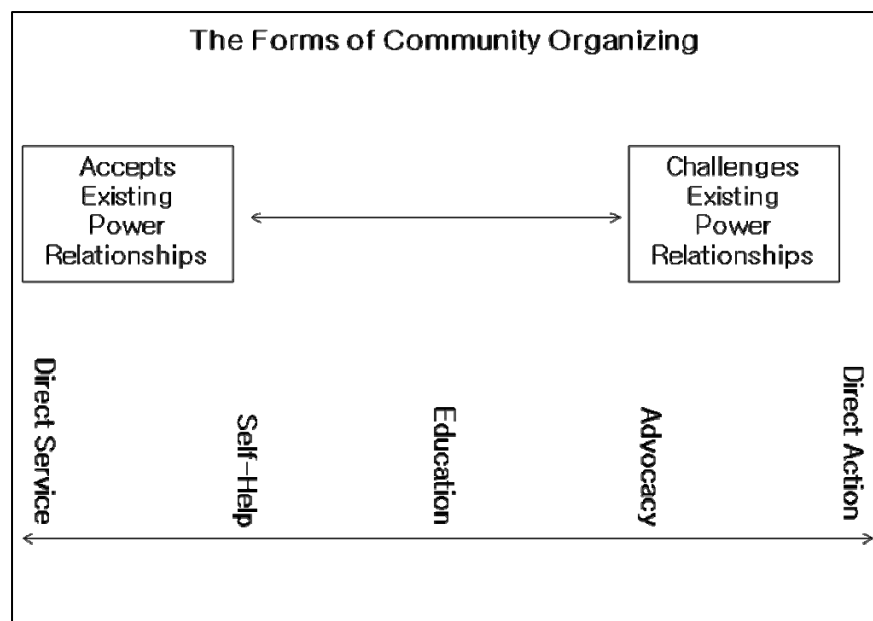 The Forms of Community Organizing
Accepts
Existing
Power
Relationships
Challenges
Existing
Power
Relationships
Direct Service
Self-Help
Education
Advocacy
Direct Action